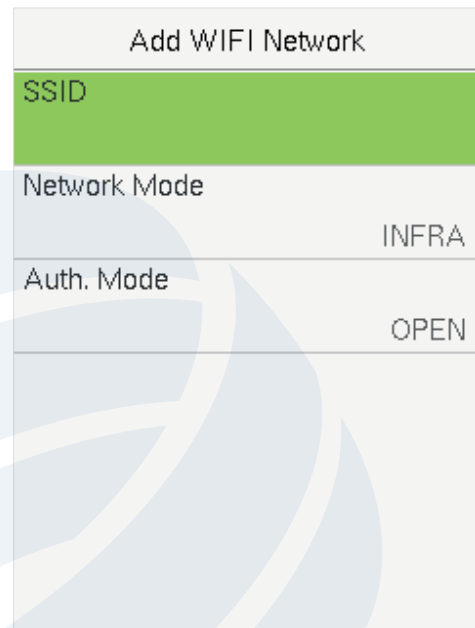 Add WIFI Network
SSID
Network Mode
INFRA
Auth. Mode
OPEN